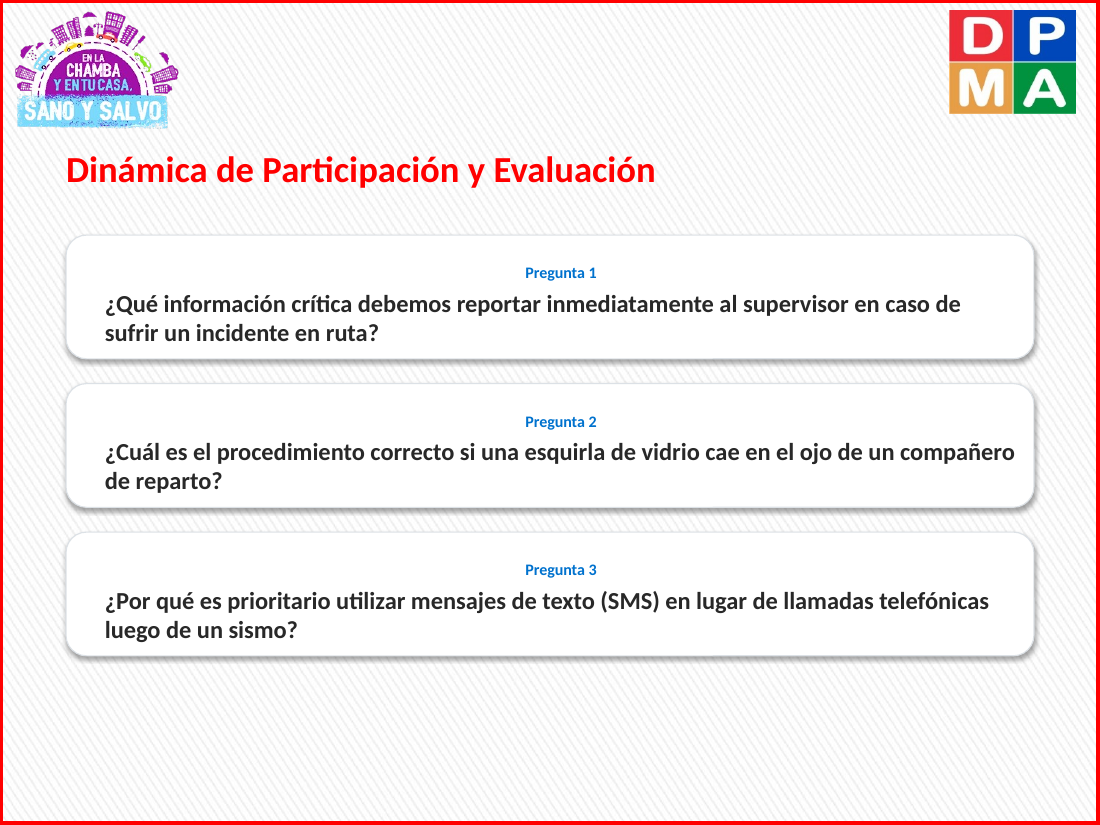 EN LA
CHAMBA
Y EN TU CASA,
SANO Y SALVO
D P
M A
Dinámica de Participación y Evaluación
Pregunta 1
¿Qué información crítica debemos reportar inmediatamente al supervisor en caso de
sufrir un incidente en ruta?
Pregunta 2
¿Cuál es el procedimiento correcto si una esquirla de vidrio cae en el ojo de un compañero
de reparto?
Pregunta 3
¿Por qué es prioritario utilizar mensajes de texto (SMS) en lugar de llamadas telefónicas
luego de un sismo?